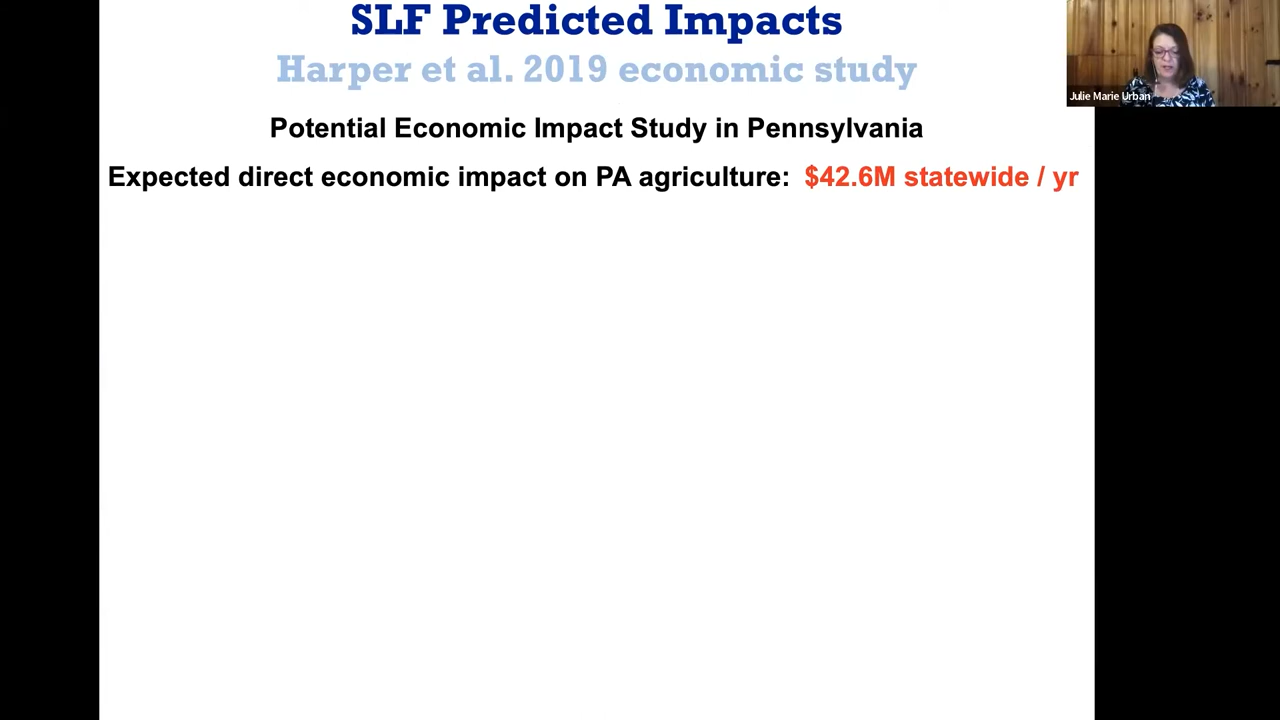 SLF Predicted Impacts
Harper et al. 2019 economic study
Potential Economic Impact Study in Pennsylvania
Expected direct economic impact on PA agriculture: $42.6M statewide / yr
Julie Marie Urban